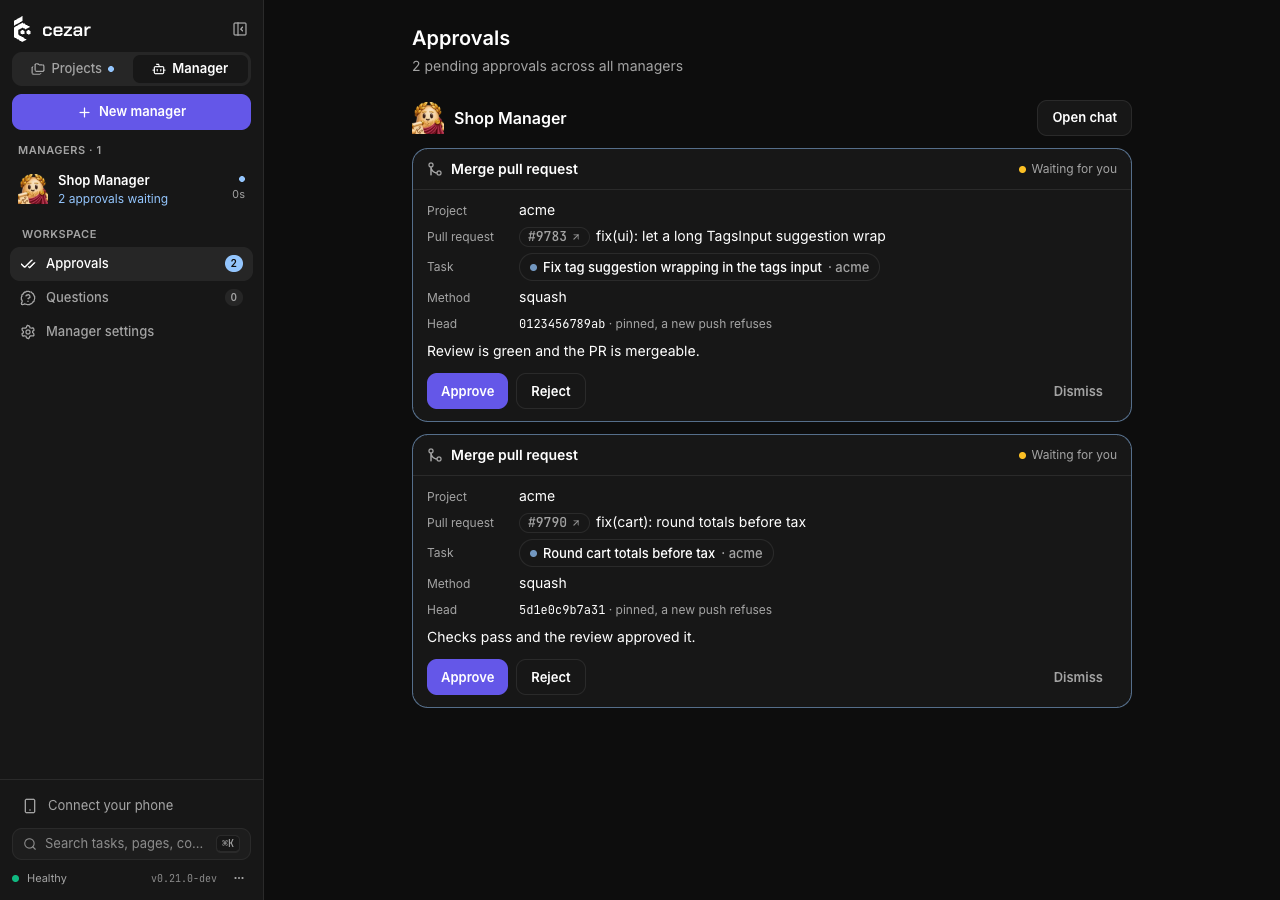 cezar
Projects
Manager
New manager
MANAGERS · 1
Shop Manager
2 approvals waiting
0s
WORKSPACE
Approvals
2
Questions
0
Manager settings
Connect your phone
Search tasks, pages, co...
⌘K
Healthy
v0.21.0-dev
Approvals
2 pending approvals across all managers
Shop Manager
Open chat
Merge pull request
Waiting for you
Project acme
Pull request #9783 ↗ fix(ui): let a long TagsInput suggestion wrap
Task Fix tag suggestion wrapping in the tags input · acme
Method squash
Head 0123456789ab · pinned, a new push refuses
Review is green and the PR is mergeable.
Approve
Reject
Dismiss
Merge pull request
Waiting for you
Project acme
Pull request #9790 ↗ fix(cart): round totals before tax
Task Round cart totals before tax · acme
Method squash
Head 5d1e0c9b7a31 · pinned, a new push refuses
Checks pass and the review approved it.
Approve
Reject
Dismiss